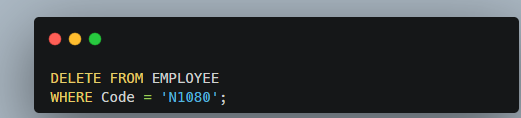 DELETE FROM EMPLOYEE
WHERE Code = 'N1080';